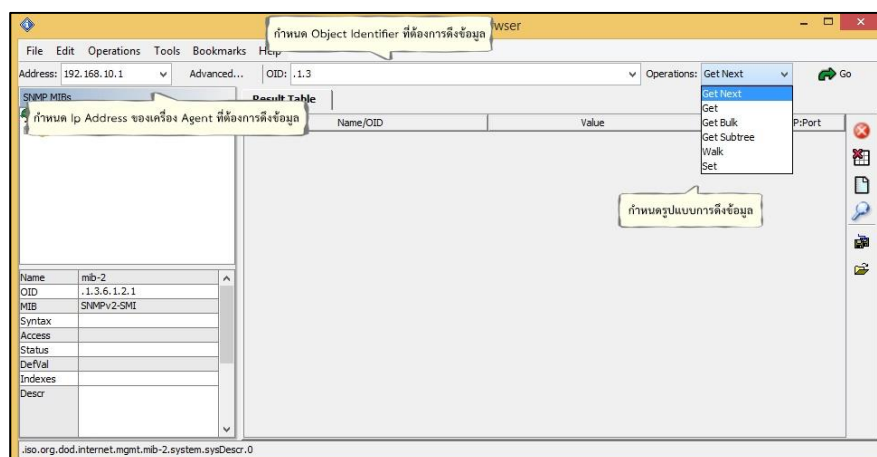 wser
กำหนด Object Identifier ที่ต้องการดึงข้อมูล
File Edit Operations Tools Bookmarks Help
Address: 192.168.10.1 Advanced... OID: .1.3 Operations: Get Next Go
SNMP MIBs
Result Table
กำหนด Ip Address ของเครื่อง Agent ที่ต้องการดึงข้อมูล
Name/OID Value P:Port
Get Next
Get
Get Bulk
Get Subtree
Walk
Set
กำหนดรูปแบบการดึงข้อมูล
Name mib-2
OID .1.3.6.1.2.1
MIB SNMPv2-SMI
Syntax
Access
Status
DefVal
Indexes
Descr
.iso.org.dod.internet.mgmt.mib-2.system.sysDescr.0